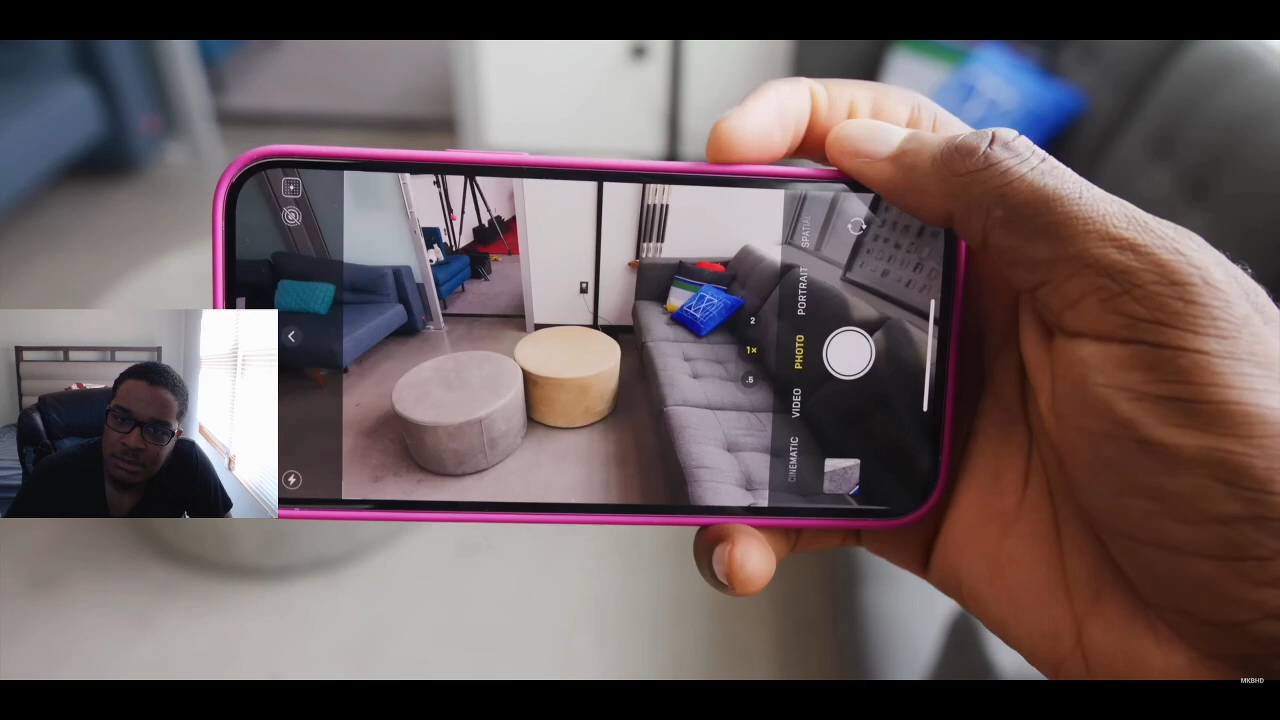 SPATIAL
PORTRAIT
PHOTO
VIDEO
CINEMATIC
2
1×
.5
MKBHD